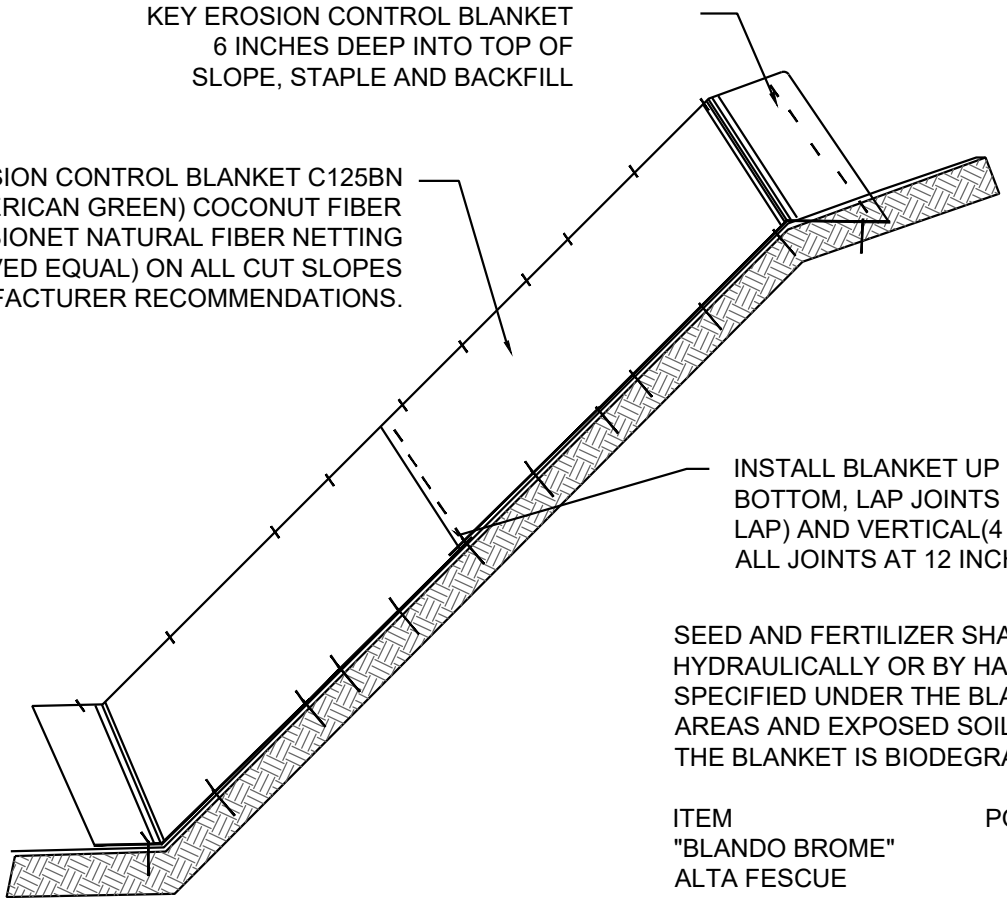 KEY EROSION CONTROL BLANKET
6 INCHES DEEP INTO TOP OF
SLOPE, STAPLE AND BACKFILL
SION CONTROL BLANKET C125BN
ERICAN GREEN) COCONUT FIBER
BIONET NATURAL FIBER NETTING
VED EQUAL) ON ALL CUT SLOPES
FACTURER RECOMMENDATIONS.
INSTALL BLANKET UP
BOTTOM, LAP JOINTS
LAP) AND VERTICAL(4
ALL JOINTS AT 12 INCH
SEED AND FERTILIZER SHA
HYDRAULICALLY OR BY HA
SPECIFIED UNDER THE BLA
AREAS AND EXPOSED SOIL
THE BLANKET IS BIODEGRA
ITEM PO
"BLANDO BROME"
ALTA FESCUE